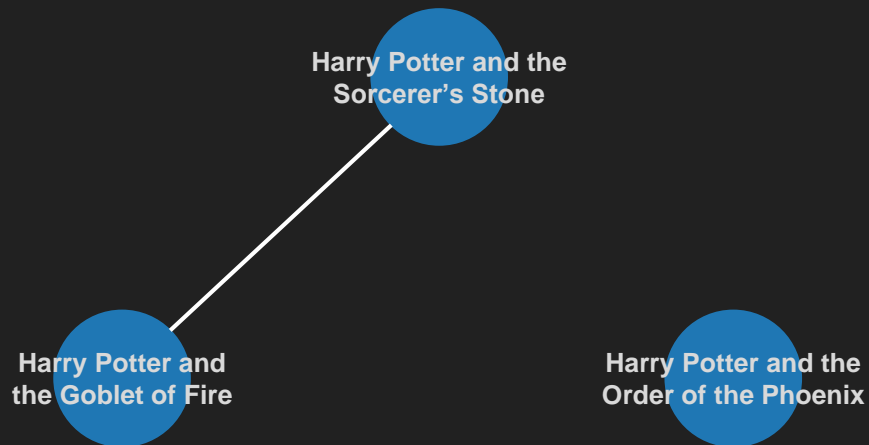 Harry Potter and the
Sorcerer’s Stone
Harry Potter and
the Goblet of Fire
Harry Potter and the
Order of the Phoenix